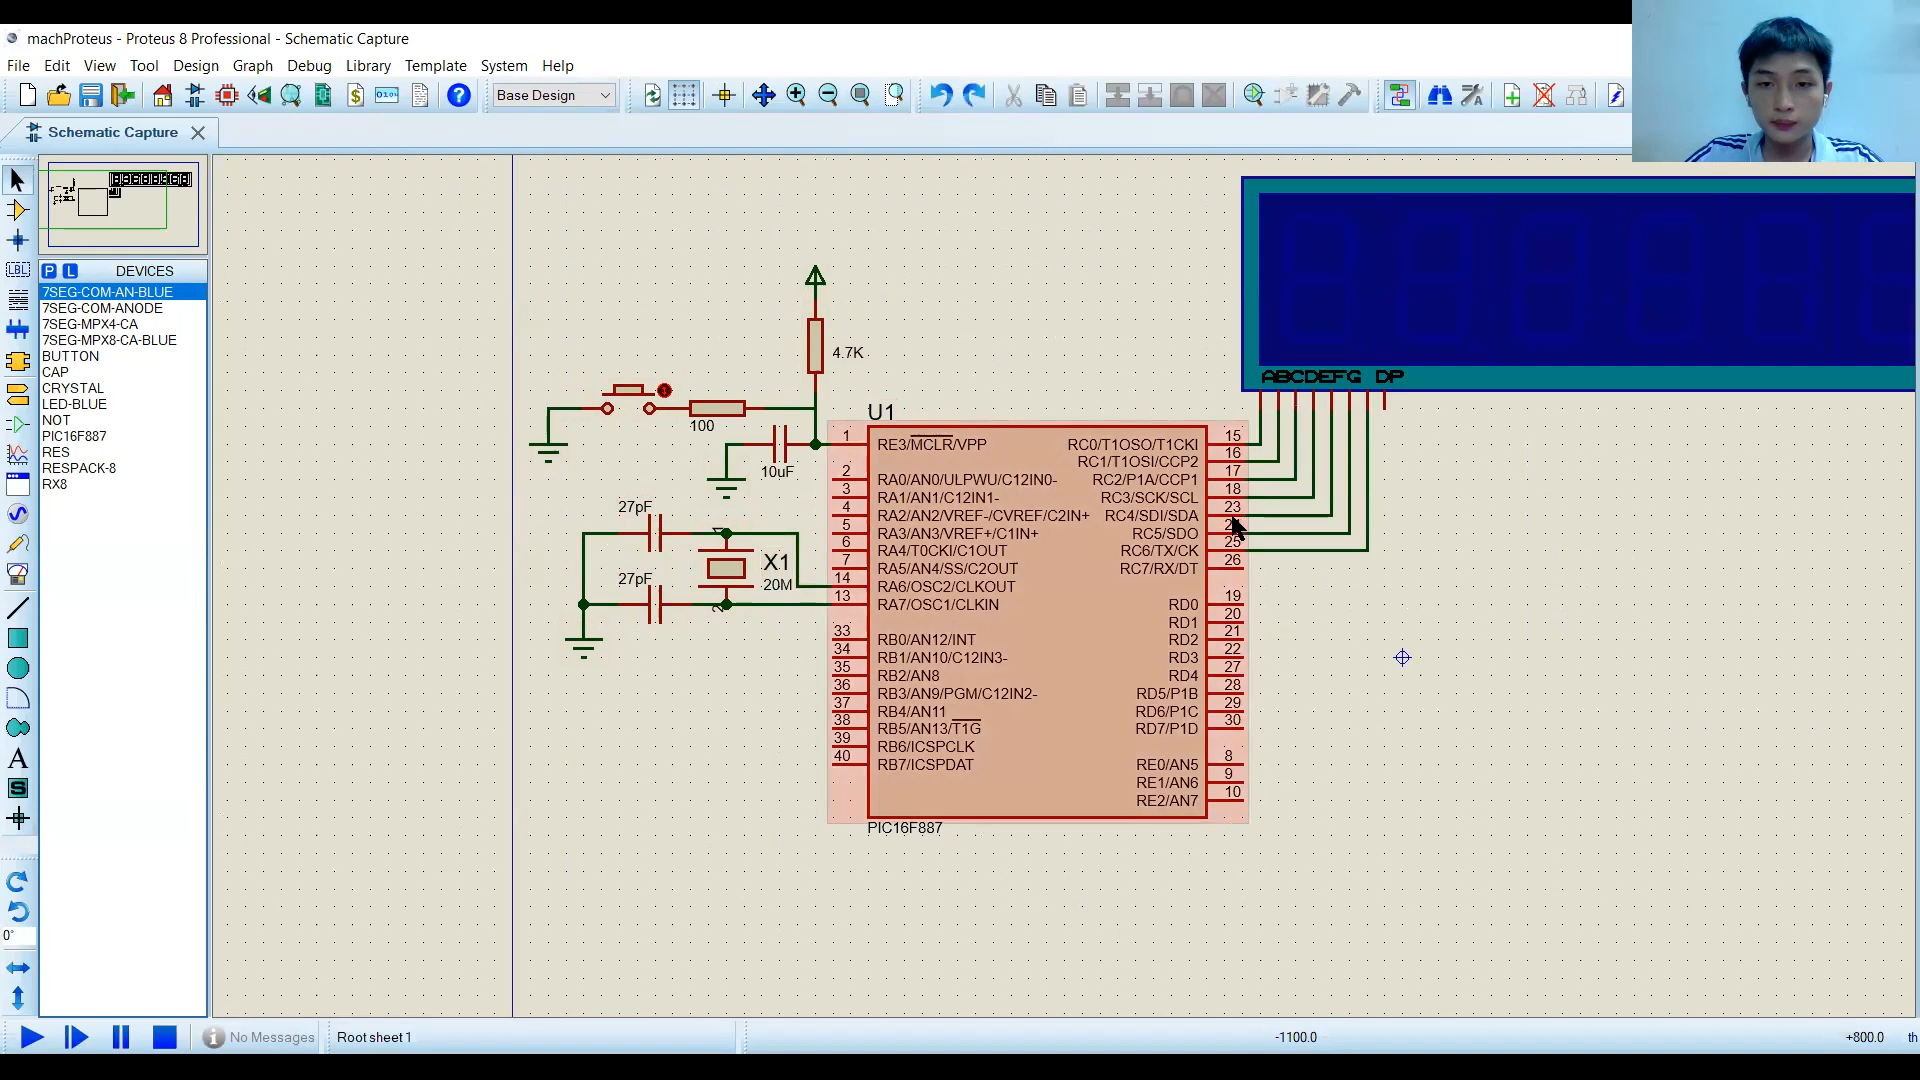 machProteus - Proteus 8 Professional - Schematic Capture
File Edit View Tool Design Graph Debug Library Template System Help
Base Design
Schematic Capture
P L DEVICES
7SEG-COM-AN-BLUE
7SEG-COM-ANODE
7SEG-MPX4-CA
7SEG-MPX8-CA-BLUE
BUTTON
CAP
CRYSTAL
LED-BLUE
NOT
PIC16F887
RES
RESPACK-8
RX8
LBL
A
S
0°
4.7K
100
10uF
27pF
27pF
X1
20M
1
2
ABCDEFG DP
U1
1 RE3/MCLR/VPP
2 RA0/AN0/ULPWU/C12IN0-
3 RA1/AN1/C12IN1-
4 RA2/AN2/VREF-/CVREF/C2IN+
5 RA3/AN3/VREF+/C1IN+
6 RA4/T0CKI/C1OUT
7 RA5/AN4/SS/C2OUT
14 RA6/OSC2/CLKOUT
13 RA7/OSC1/CLKIN
33 RB0/AN12/INT
34 RB1/AN10/C12IN3-
35 RB2/AN8
36 RB3/AN9/PGM/C12IN2-
37 RB4/AN11
38 RB5/AN13/T1G
39 RB6/ICSPCLK
40 RB7/ICSPDAT
RC0/T1OSO/T1CKI 15
RC1/T1OSI/CCP2 16
RC2/P1A/CCP1 17
RC3/SCK/SCL 18
RC4/SDI/SDA 23
RC5/SDO
RC6/TX/CK 25
RC7/RX/DT 26
RD0 19
RD1 20
RD2 21
RD3 22
RD4 27
RD5/P1B 28
RD6/P1C 29
RD7/P1D 30
RE0/AN5 8
RE1/AN6 9
RE2/AN7 10
PIC16F887
No Messages Root sheet 1 -1100.0 +800.0 th